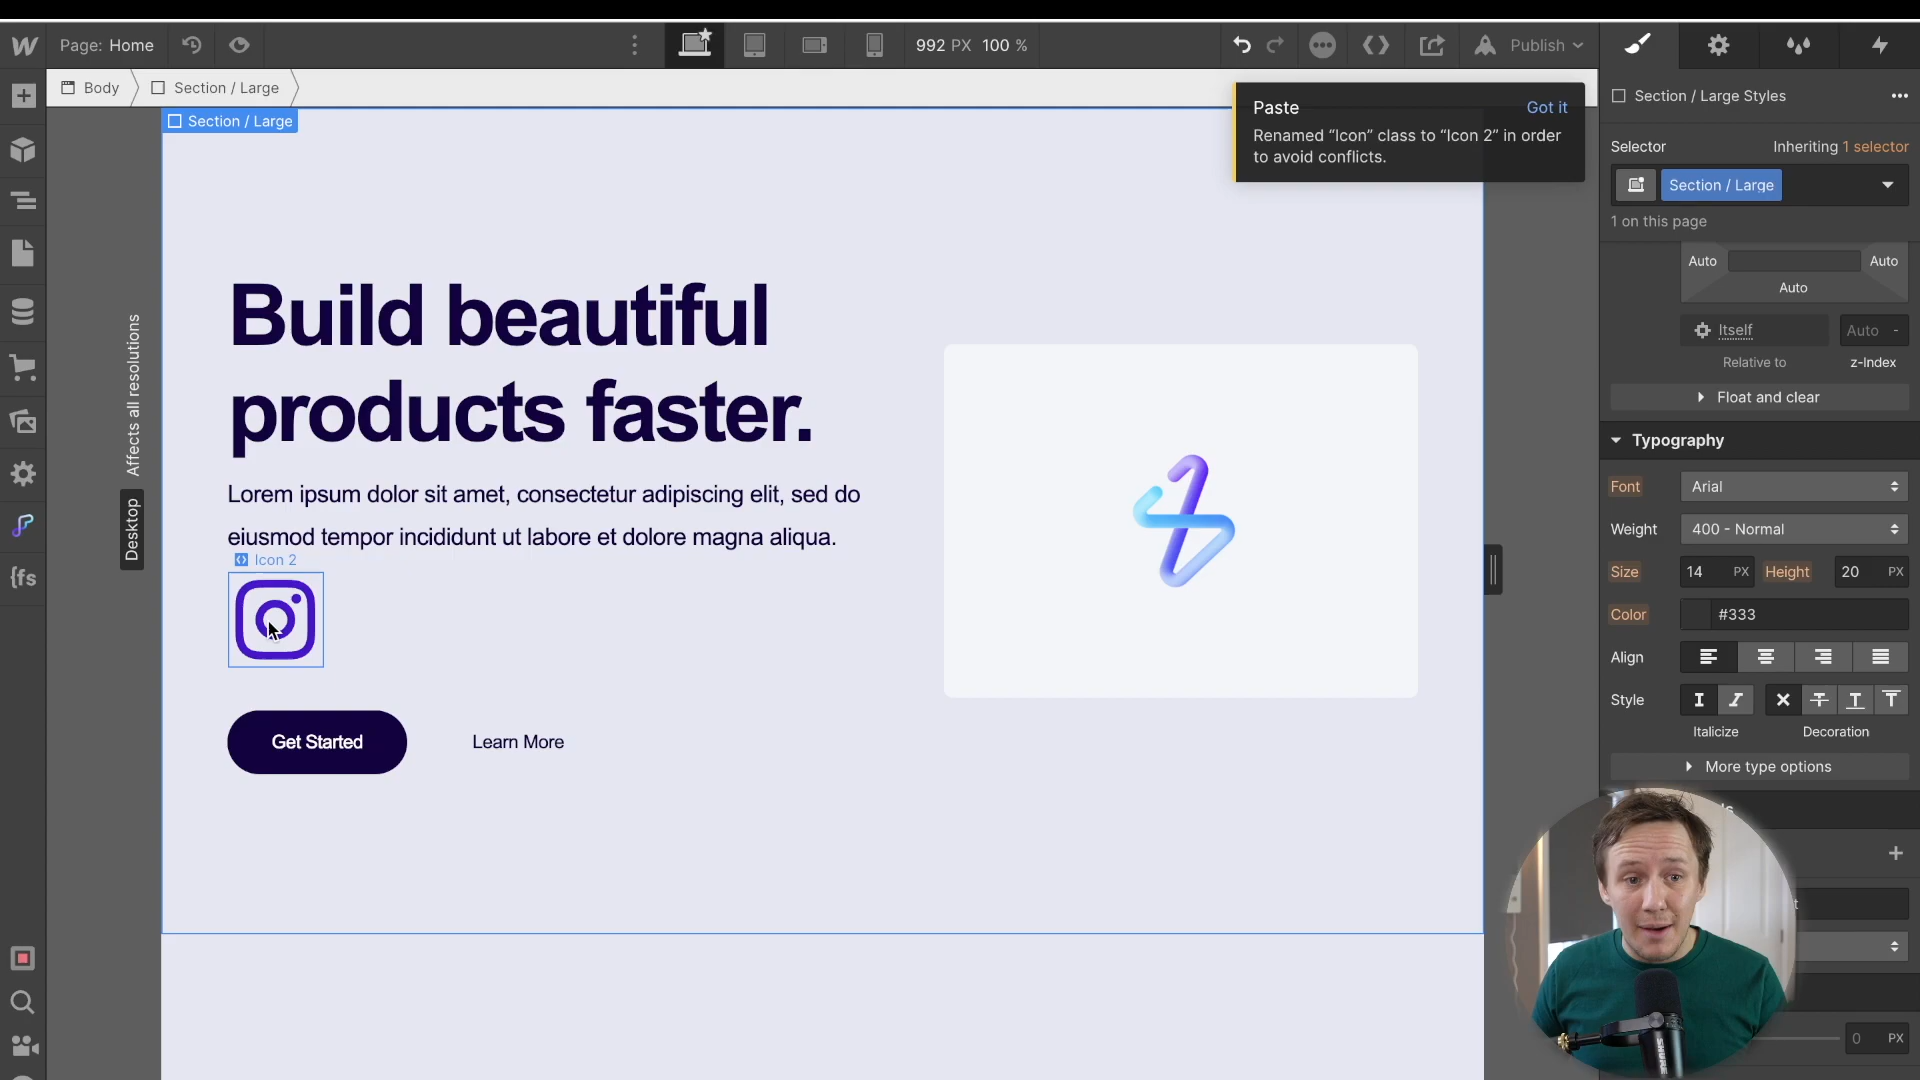 Page: Home
992 PX 100 %
Publish
Body
Section / Large
Section / Large
Paste
Got it
Renamed “Icon” class to “Icon 2” in order
to avoid conflicts.
Section / Large Styles
Selector
Inheriting 1 selector
Section / Large
1 on this page
Auto
Auto
Auto
Itself
Auto -
Relative to
z-Index
Float and clear
Typography
Font
Arial
Weight
400 - Normal
Size
14 PX
Height
20 PX
Color
#333
Align
Style
Italicize
Decoration
More type options
0 PX
Affects all resolutions
Desktop
Build beautiful
products faster.
Lorem ipsum dolor sit amet, consectetur adipiscing elit, sed do
eiusmod tempor incididunt ut labore et dolore magna aliqua.
Icon 2
Get Started
Learn More
{fs
SHURE